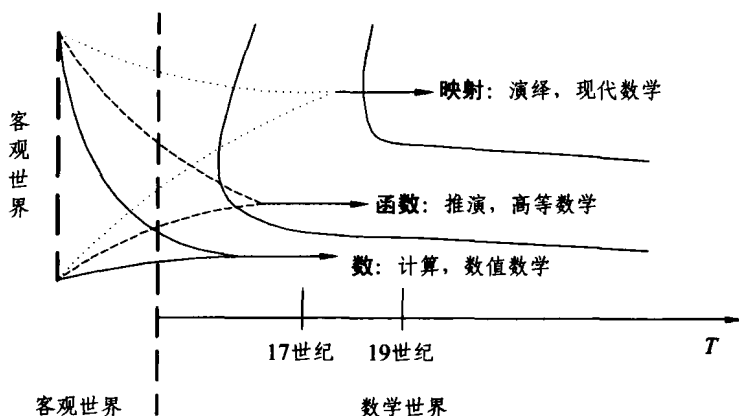 映射：演绎，现代数学
客观世界
函数：推演，高等数学
数：计算，数值数学
17世纪
19世纪
T
客观世界
数学世界